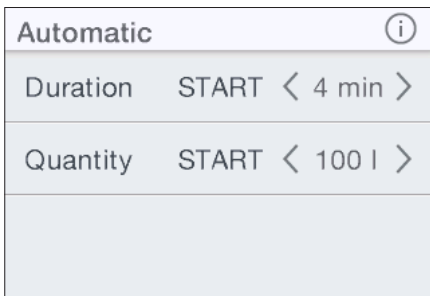 Automatic i
Duration START < 4 min >
Quantity START < 100 l >